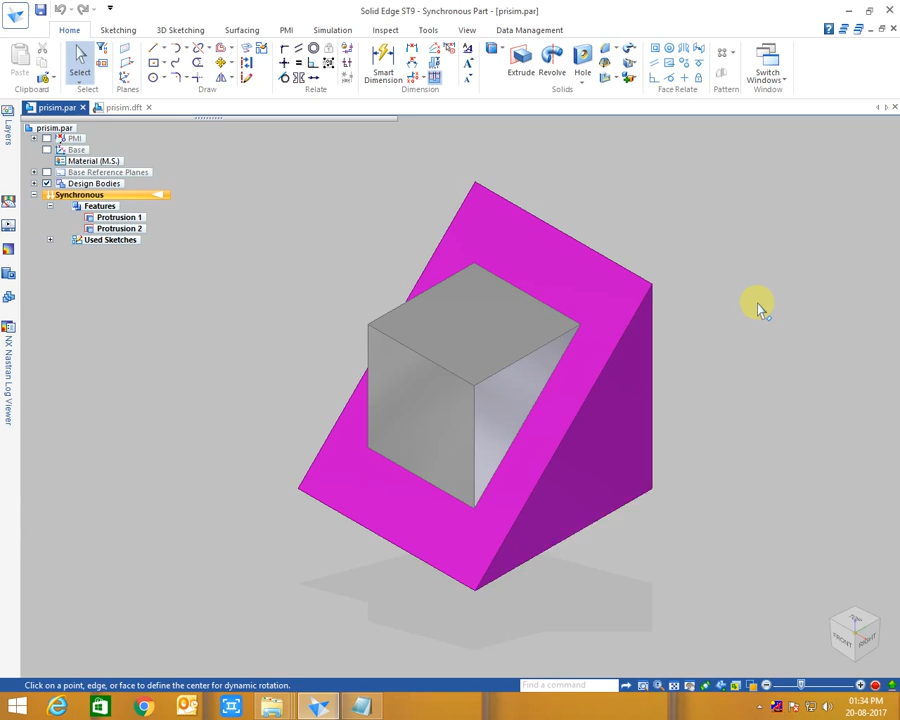 Solid Edge ST9 - Synchronous Part - [prisim.par]
Home
Sketching
3D Sketching
Surfacing
PMI
Simulation
Inspect
Tools
View
Data Management
Paste
Select
Smart
Dimension
Extrude
Revolve
Hole
Switch
Windows
Clipboard
Select
Planes
Draw
Relate
Dimension
Solids
Face Relate
Pattern
Window
prisim.par
prisim.dft
Layers
NX Nastran Log Viewer
prisim.par
PMI
Base
Material (M.S.)
Base Reference Planes
Design Bodies
Synchronous
Features
Protrusion 1
Protrusion 2
Used Sketches
FRONT
RIGHT
Click on a point, edge, or face to define the center for dynamic rotation.
Find a command
01:34 PM
20-08-2017